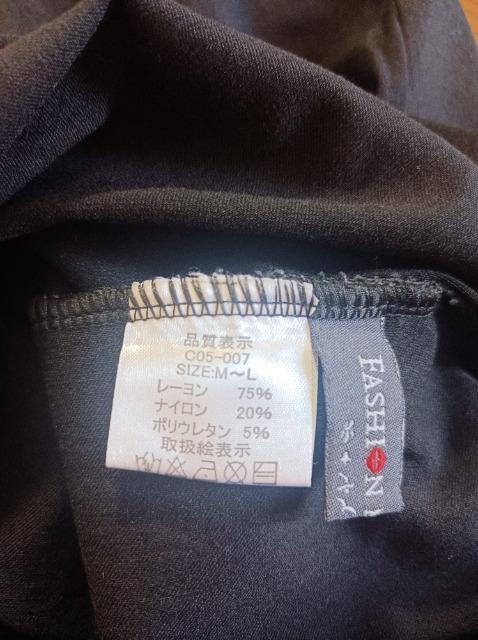 品質表示
C05-007
SIZE:M～L
レーヨン 75%
ナイロン 20%
ポリウレタン 5%
取扱絵表示
FASHION